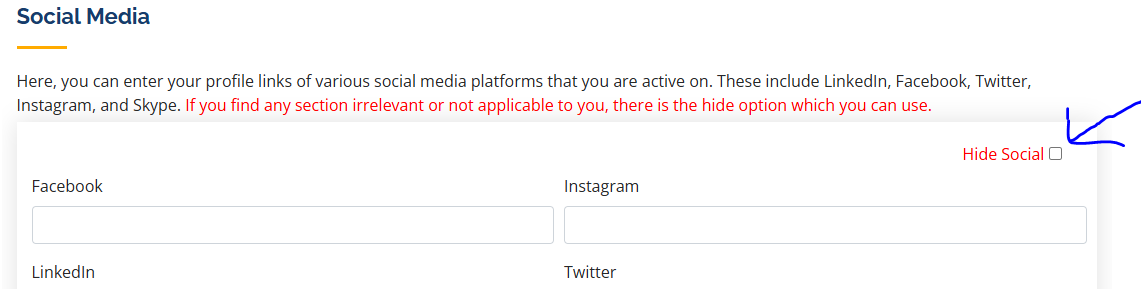 Social Media
Here, you can enter your profile links of various social media platforms that you are active on. These include LinkedIn, Facebook, Twitter,
Instagram, and Skype. If you find any section irrelevant or not applicable to you, there is the hide option which you can use.
Hide Social
Facebook Instagram
LinkedIn Twitter